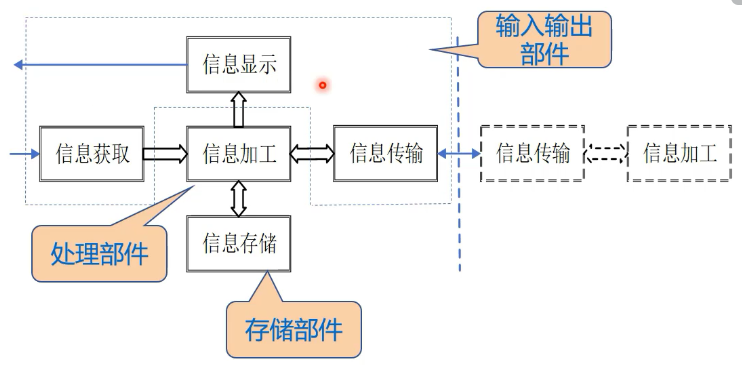 输入输出
部件
信息显示
信息获取
信息加工
信息传输
信息传输
信息加工
处理部件
信息存储
存储部件